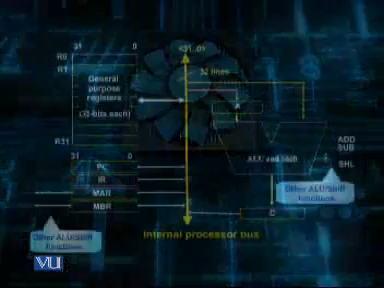 31 0
<31..0>
R0
R1
32 lines
General
purpose
registers
(32-bits each)
R31
31 0
PC
IR
MAR
MBR
A
ALU and Shift
ADD
SUB
SHL
Other ALU/Shift
functions
C
Other ALU/Shift
functions
Internal processor bus
VU